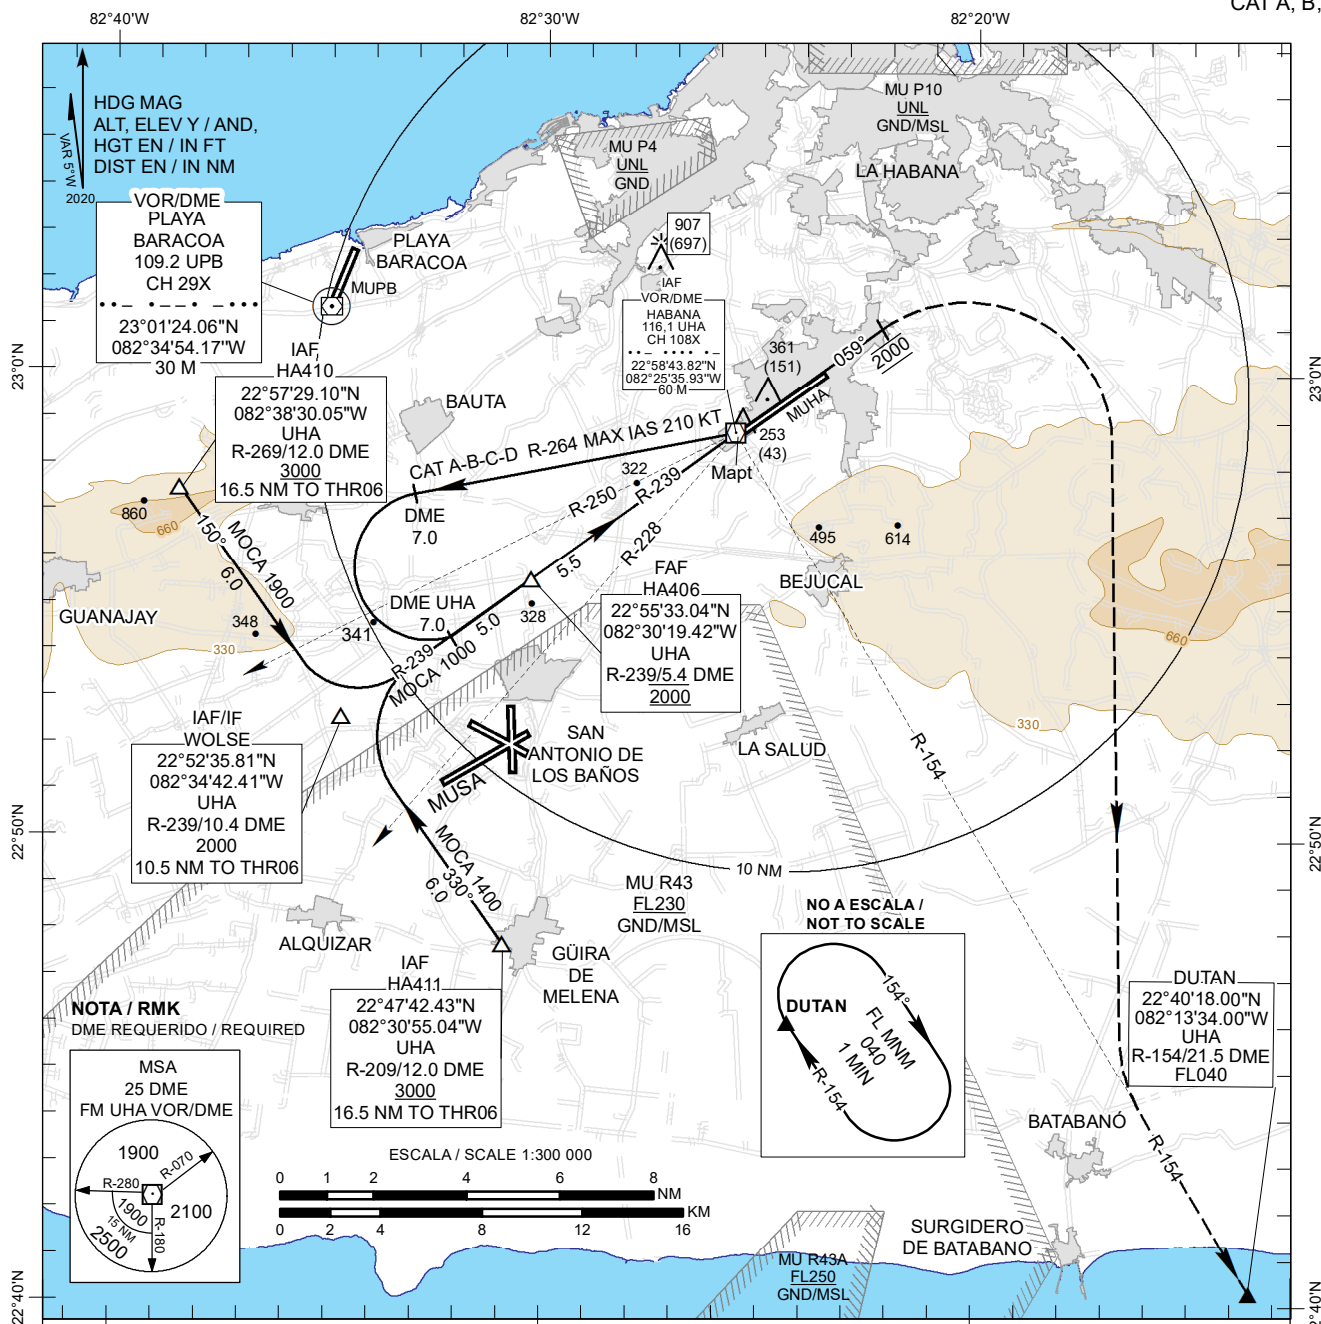 82°40'W
82°30'W
82°20'W
CAT A, B,
HDG MAG
ALT, ELEV Y / AND,
HGT EN / IN FT
DIST EN / IN NM
VAR 5°W
2020
VOR/DME
PLAYA
BARACOA
109.2 UPB
CH 29X
23°01'24.06"N
082°34'54.17"W
30 M
PLAYA
BARACOA
MUPB
MU P4
UNL
GND
MU P10
UNL
GND/MSL
LA HABANA
907
(697)
IAF
VOR/DME
HABANA
116,1 UHA
CH 108X
22°58'43.82"N
082°25'35.93"W
60 M
361
(151)
059°
2000
MUHA
253
(43)
Mapt
23°0'N
23°0'N
IAF
HA410
22°57'29.10"N
082°38'30.05"W
UHA
R-269/12.0 DME
3000
16.5 NM TO THR06
BAUTA
CAT A-B-C-D R-264 MAX IAS 210 KT
322
R-250
R-239
R-228
DME
7.0
860
660
150°
6.0
MOCA 1900
GUANAJAY
348
330
341
DME UHA
7.0
5.0
5.5
328
R-239
MOCA 1000
FAF
HA406
22°55'33.04"N
082°30'19.42"W
UHA
R-239/5.4 DME
2000
495
614
BEJUCAL
660
330
R-154
IAF/IF
WOLSE
22°52'35.81"N
082°34'42.41"W
UHA
R-239/10.4 DME
2000
10.5 NM TO THR06
SAN
ANTONIO DE
LOS BAÑOS
MUSA
LA SALUD
22°50'N
22°50'N
10 NM
MOCA 1400
330°
6.0
MU R43
FL230
GND/MSL
ALQUIZAR
GÜIRA
DE
MELENA
IAF
HA411
22°47'42.43"N
082°30'55.04"W
UHA
R-209/12.0 DME
3000
16.5 NM TO THR06
NO A ESCALA /
NOT TO SCALE
DUTAN
154°
FL MNM
040
1 MIN
R-154
DUTAN
22°40'18.00"N
082°13'34.00"W
UHA
R-154/21.5 DME
FL040
NOTA / RMK
DME REQUERIDO / REQUIRED
MSA
25 DME
FM UHA VOR/DME
1900
R-070
R-280
1900
15 NM
R-180
2100
2500
ESCALA / SCALE 1:300 000
0 1 2 4 6 8 NM
0 2 4 8 12 16 KM
BATABANÓ
R-154
SURGIDERO
DE BATABANO
MU R43A
FL250
GND/MSL
22°40'N
22°40'N